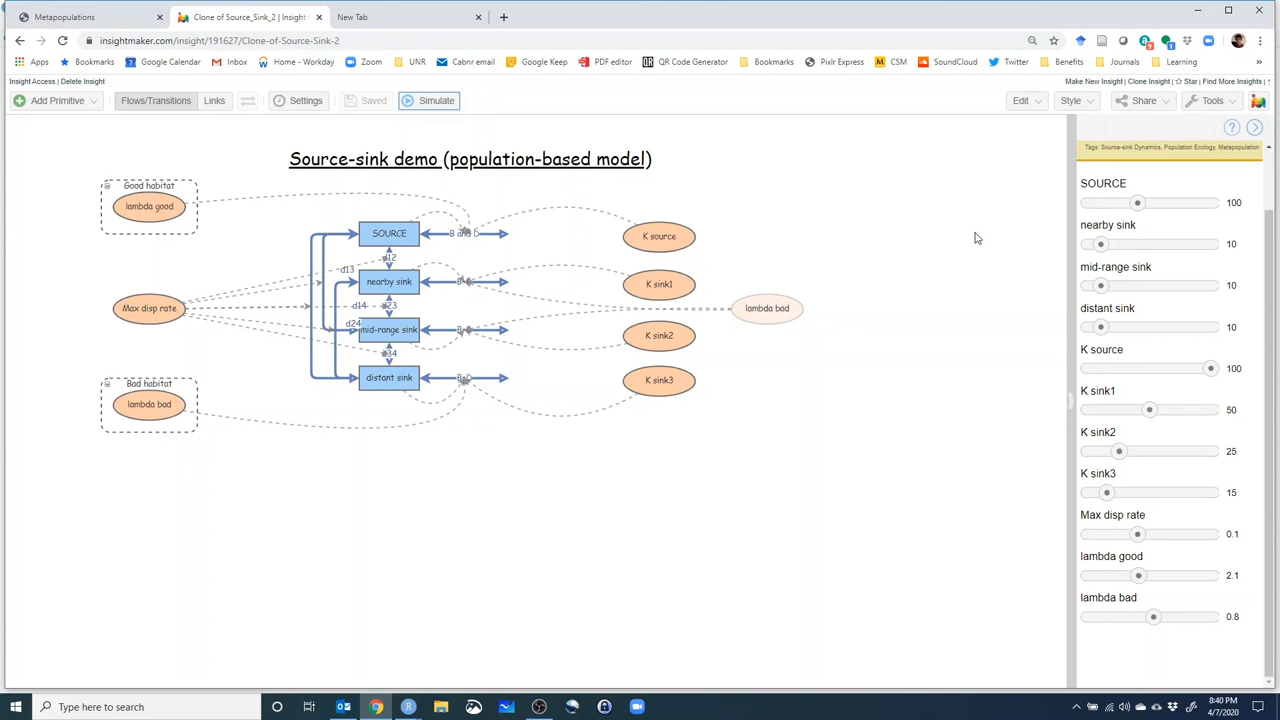 Metapopulations
Clone of Source_Sink_2 | Insight
New Tab
insightmaker.com/insight/191627/Clone-of-Source-Sink-2
Apps Bookmarks Google Calendar Inbox Home - Workday Zoom UNR Cabnr email Google Keep PDF editor QR Code Generator Bookmarks Pixlr Express CSM SoundCloud Twitter Benefits Journals Learning
Insight Access | Delete Insight
Make New Insight | Clone Insight | Star | Find More Insights |
Add Primitive Flows/Transitions Links Settings Saved Simulate Edit Style Share Tools
Tags: Source-sink Dynamics, Population Ecology, Metapopulation
Source-sink demo (population-based model)
Good habitat
lambda good
SOURCE
K source
d12
d13
nearby sink
K sink1
Max disp rate
d14
d23
lambda bad
d24
mid-range sink
K sink2
d34
distant sink
K sink3
Bad habitat
lambda bad
SOURCE
100
nearby sink
10
mid-range sink
10
distant sink
10
K source
100
K sink1
50
K sink2
25
K sink3
15
Max disp rate
0.1
lambda good
2.1
lambda bad
0.8
Type here to search
8:40 PM
4/7/2020